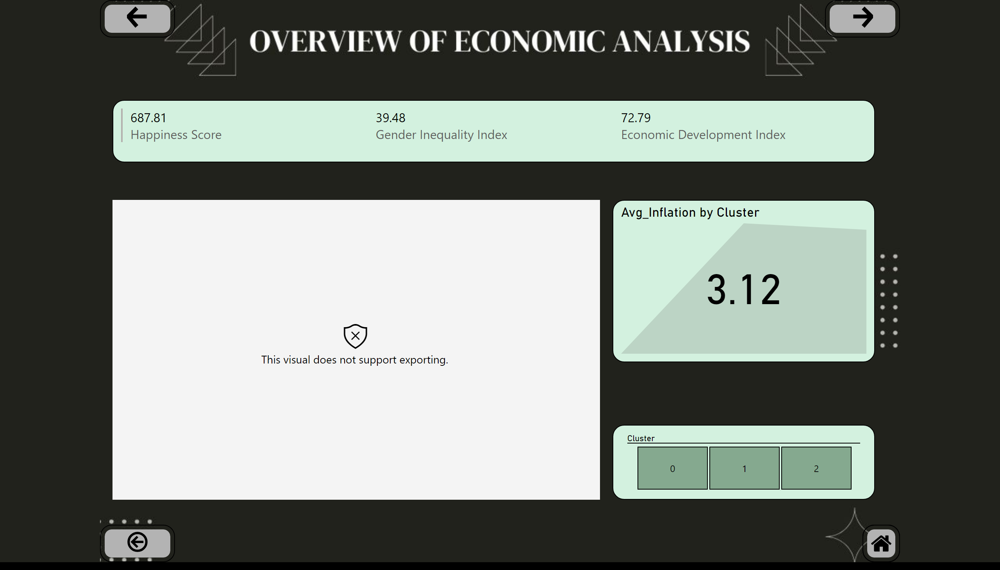 OVERVIEW OF ECONOMIC ANALYSIS
687.81
Happiness Score
39.48
Gender Inequality Index
72.79
Economic Development Index
This visual does not support exporting.
Avg_Inflation by Cluster
3.12
Cluster
0
1
2